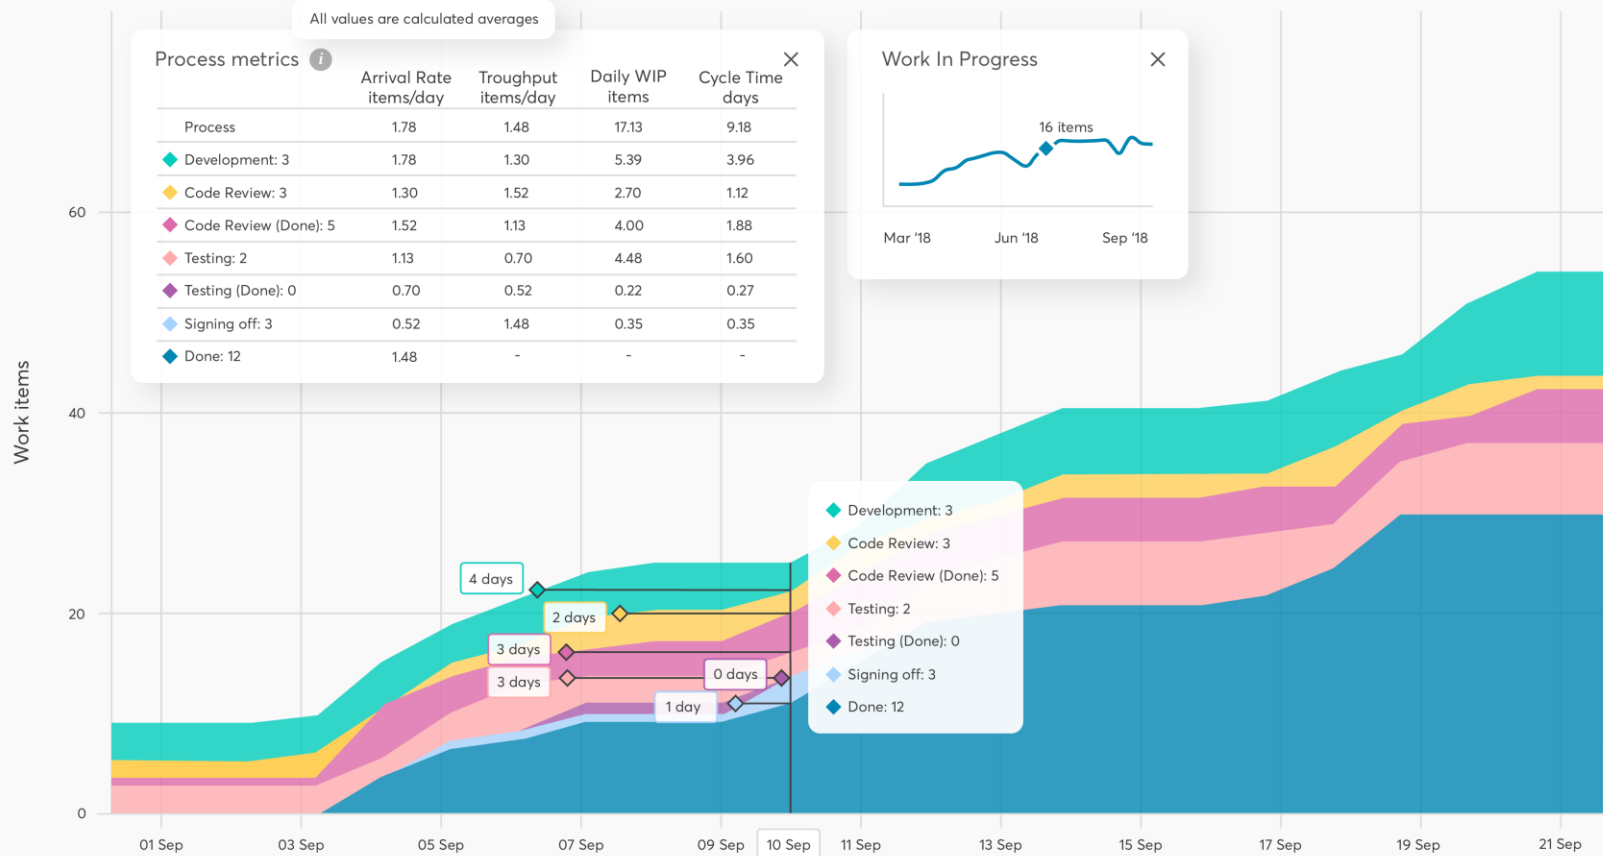 All values are calculated averages
Process metrics i
Arrival Rate items/day Troughput items/day Daily WIP items Cycle Time days
Process 1.78 1.48 17.13 9.18
Development: 3 1.78 1.30 5.39 3.96
Code Review: 3 1.30 1.52 2.70 1.12
Code Review (Done): 5 1.52 1.13 4.00 1.88
Testing: 2 1.13 0.70 4.48 1.60
Testing (Done): 0 0.70 0.52 0.22 0.27
Signing off: 3 0.52 1.48 0.35 0.35
Done: 12 1.48 - - -
Work In Progress
16 items
Mar ‘18 Jun ‘18 Sep ‘18
Work items
60
40
20
0
4 days
2 days
3 days
3 days
0 days
1 day
Development: 3
Code Review: 3
Code Review (Done): 5
Testing: 2
Testing (Done): 0
Signing off: 3
Done: 12
01 Sep 03 Sep 05 Sep 07 Sep 09 Sep 10 Sep 11 Sep 13 Sep 15 Sep 17 Sep 19 Sep 21 Sep